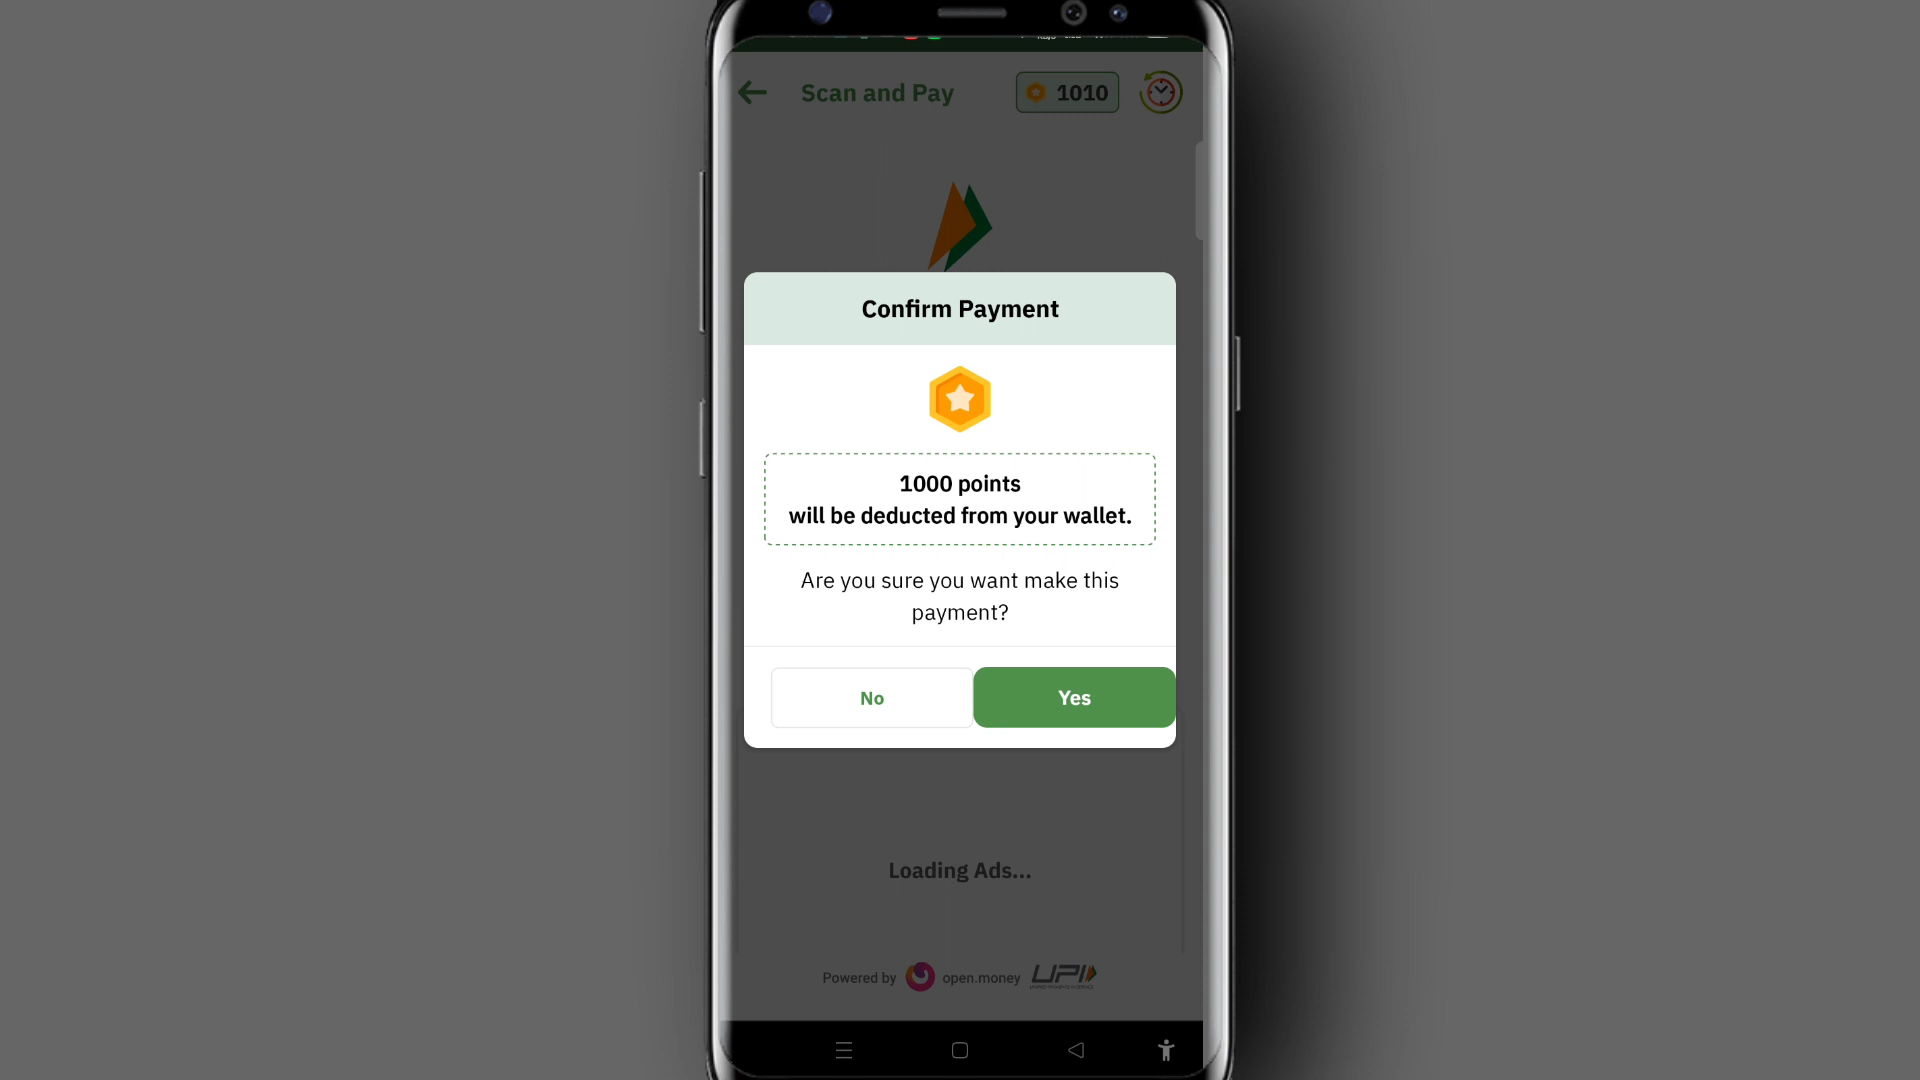 Scan and Pay
1010
Confirm Payment
1000 points
will be deducted from your wallet.
Are you sure you want make this
payment?
No
Yes
Loading Ads...
Powered by open.money UPI